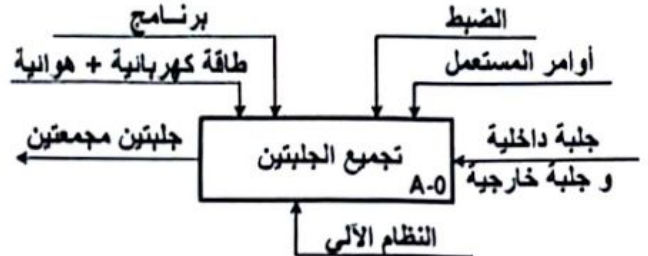 الضبط
برنامج
أوامر المستعمل
طاقة كهربائية + هوائية
جلبة داخلية
و جلبة خارجية
تجميع الجلبتين
A-0
جلبتين مجمعتين
النظام الآلي